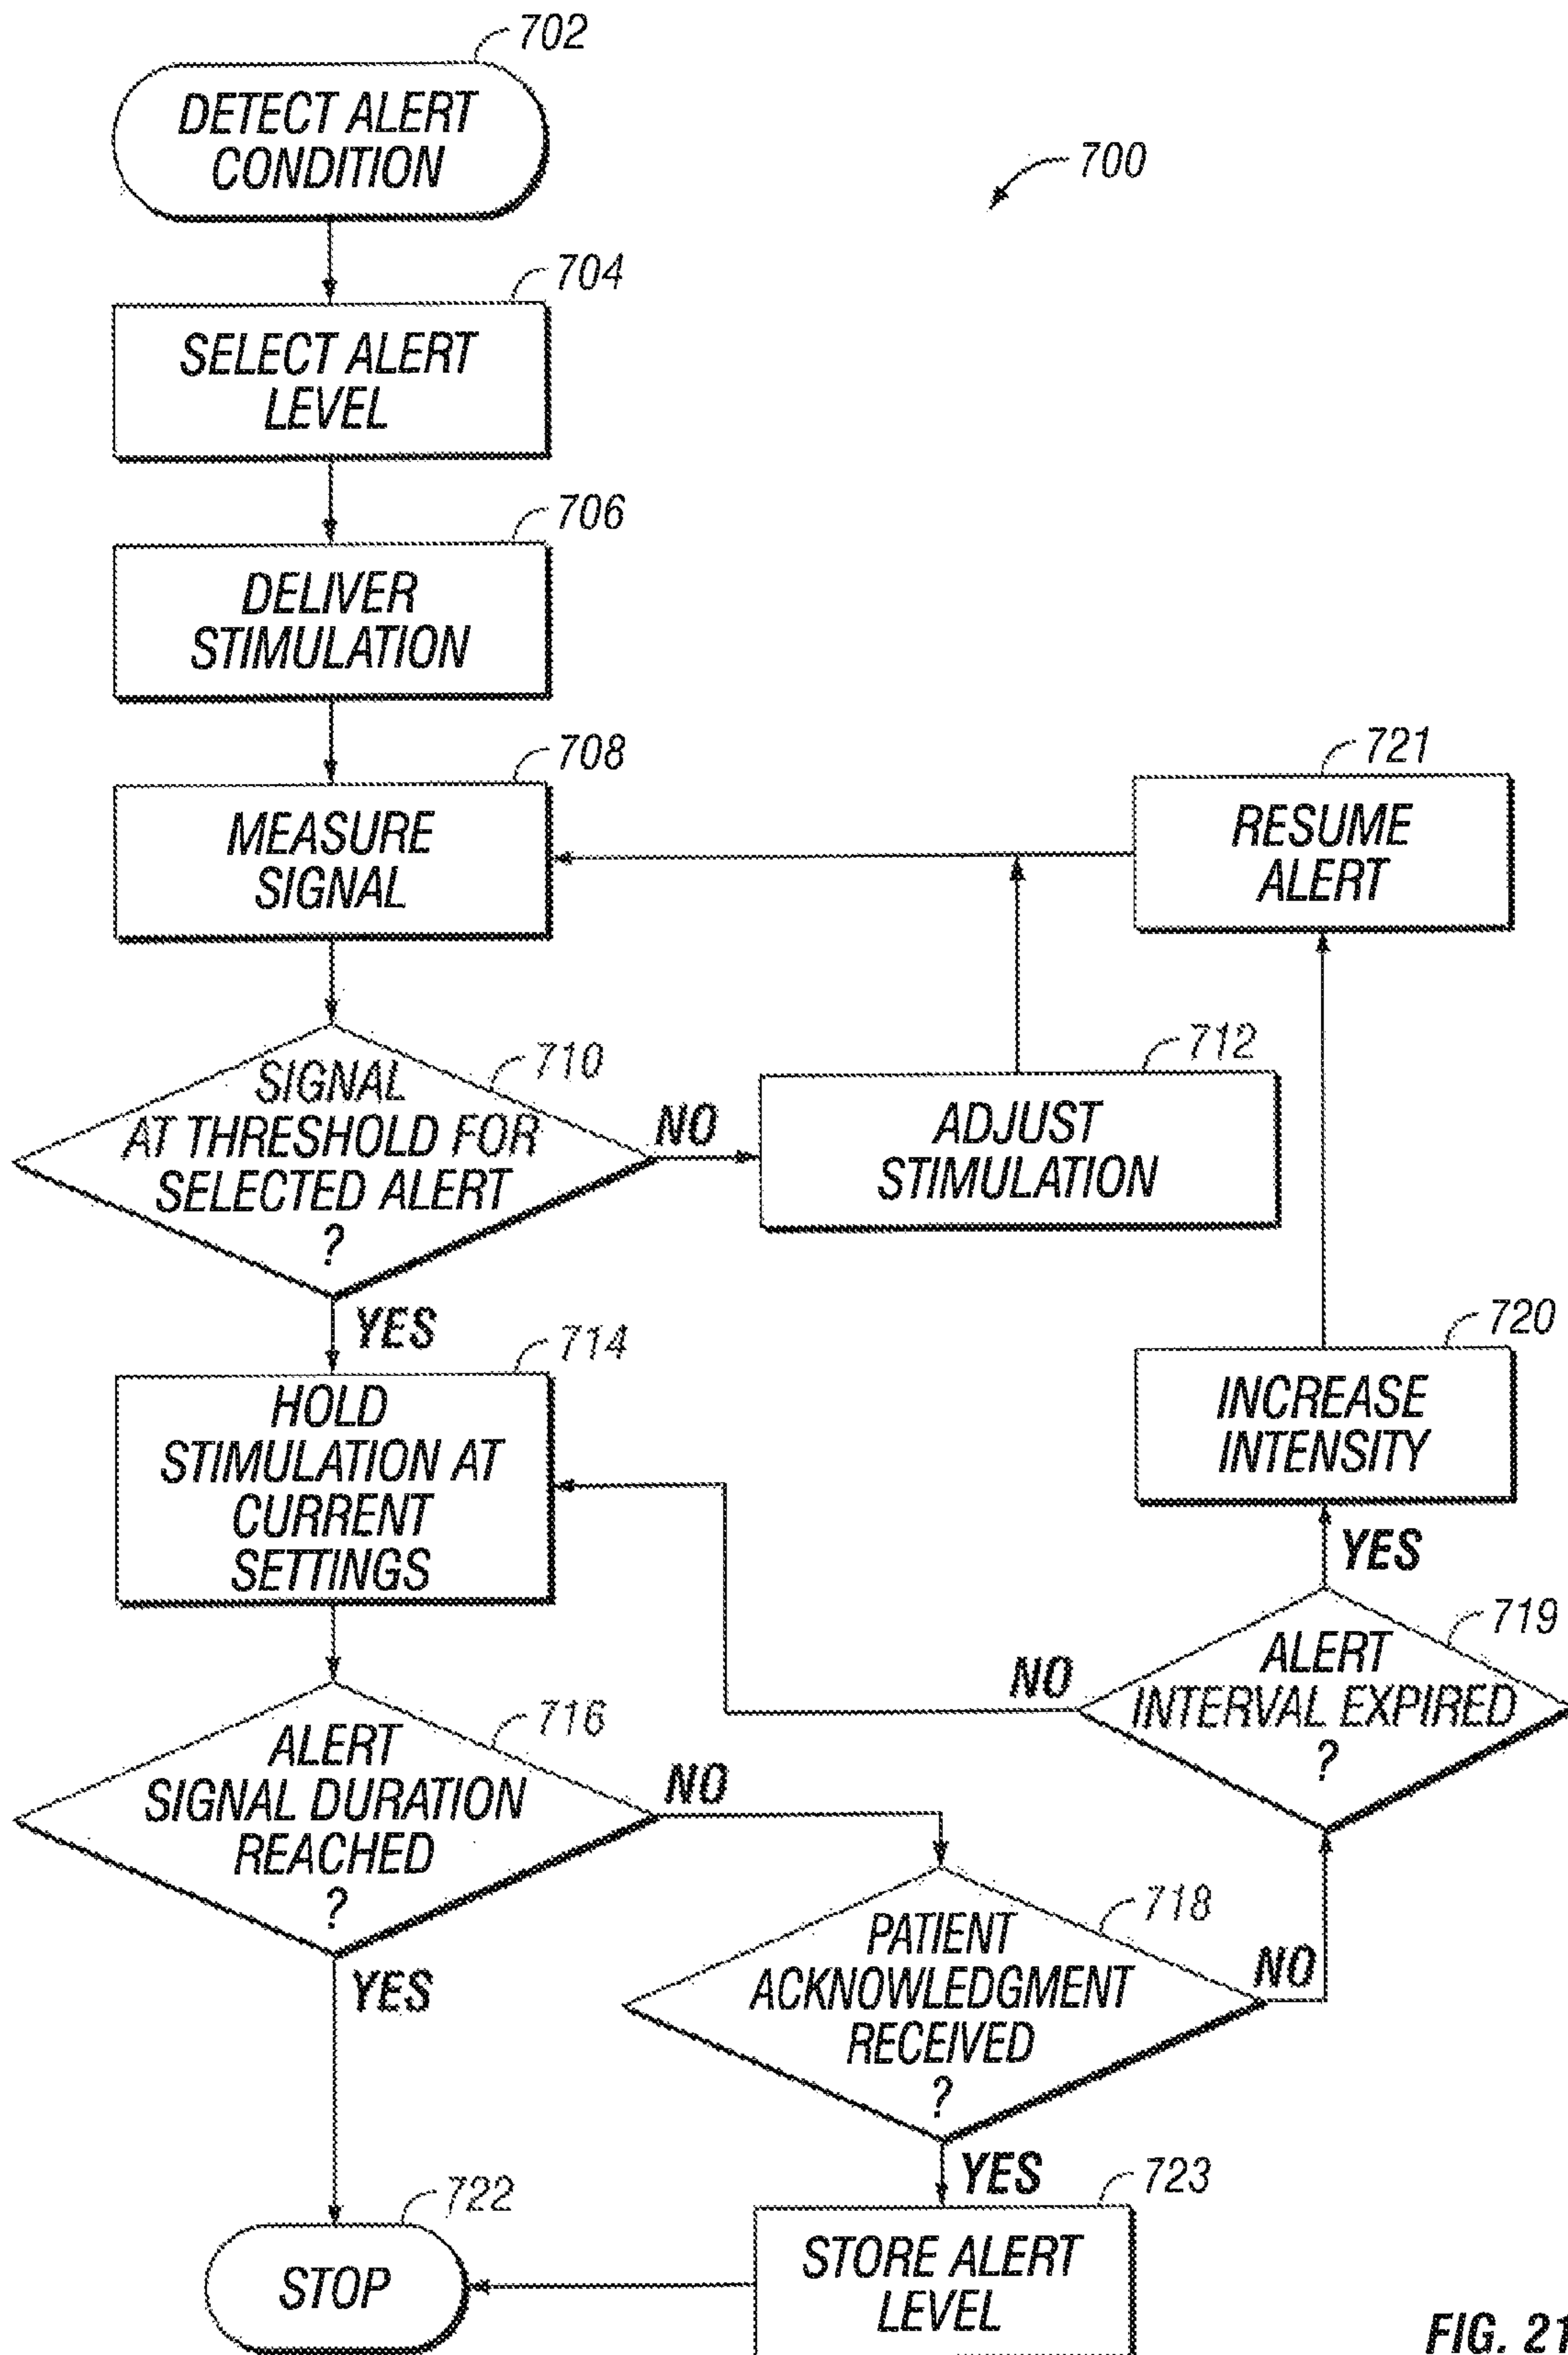 702
DETECT ALERT
CONDITION
700
704
SELECT ALERT
LEVEL
706
DELIVER
STIMULATION
708
MEASURE
SIGNAL
721
RESUME
ALERT
710
SIGNAL
AT THRESHOLD FOR
SELECTED ALERT
?
NO
712
ADJUST
STIMULATION
YES
714
HOLD
STIMULATION AT
CURRENT
SETTINGS
720
INCREASE
INTENSITY
YES
719
ALERT
INTERVAL EXPIRED
?
NO
716
ALERT
SIGNAL DURATION
REACHED
?
NO
YES
718
PATIENT
ACKNOWLEDGMENT
RECEIVED
?
NO
YES
722
STOP
723
STORE ALERT
LEVEL
FIG. 21